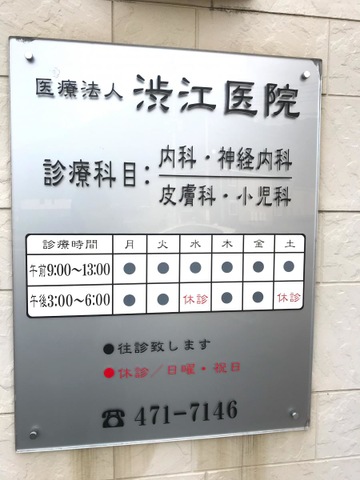 医療法人 渋江医院
診療科目：内科・神経内科
皮膚科・小児科
診療時間 月 火 水 木 金 土
午前9:00〜13:00 ● ● ● ● ● ●
午後3:00〜6:00 ● ● 休診 ● ● 休診
●往診致します
●休診／日曜・祝日
☎ 471-7146